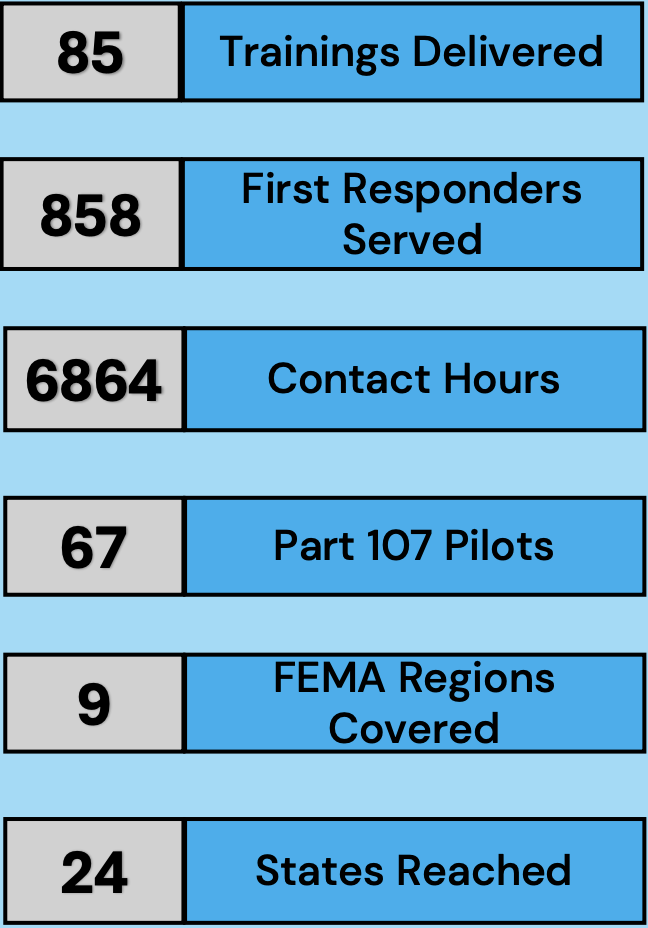 85
Trainings Delivered
858
First Responders
Served
6864
Contact Hours
67
Part 107 Pilots
9
FEMA Regions
Covered
24
States Reached